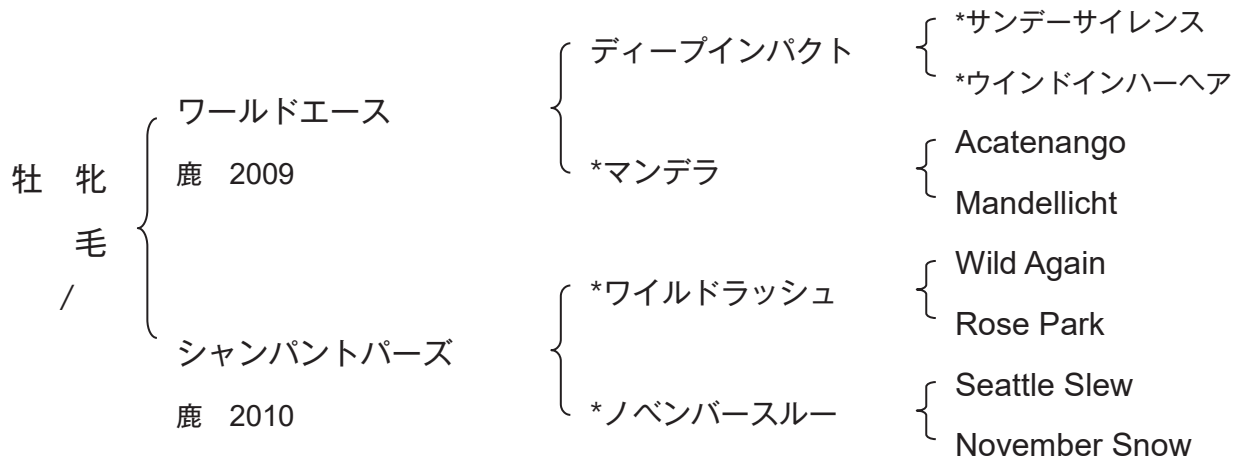 牡　牝
毛
/
ワールドエース
鹿　2009
シャンパントパーズ
鹿　2010
ディープインパクト
*マンデラ
*ワイルドラッシュ
*ノベンバースルー
*サンデーサイレンス
*ウインドインハーヘア
Acatenango
Mandellicht
Wild Again
Rose Park
Seattle Slew
November Snow